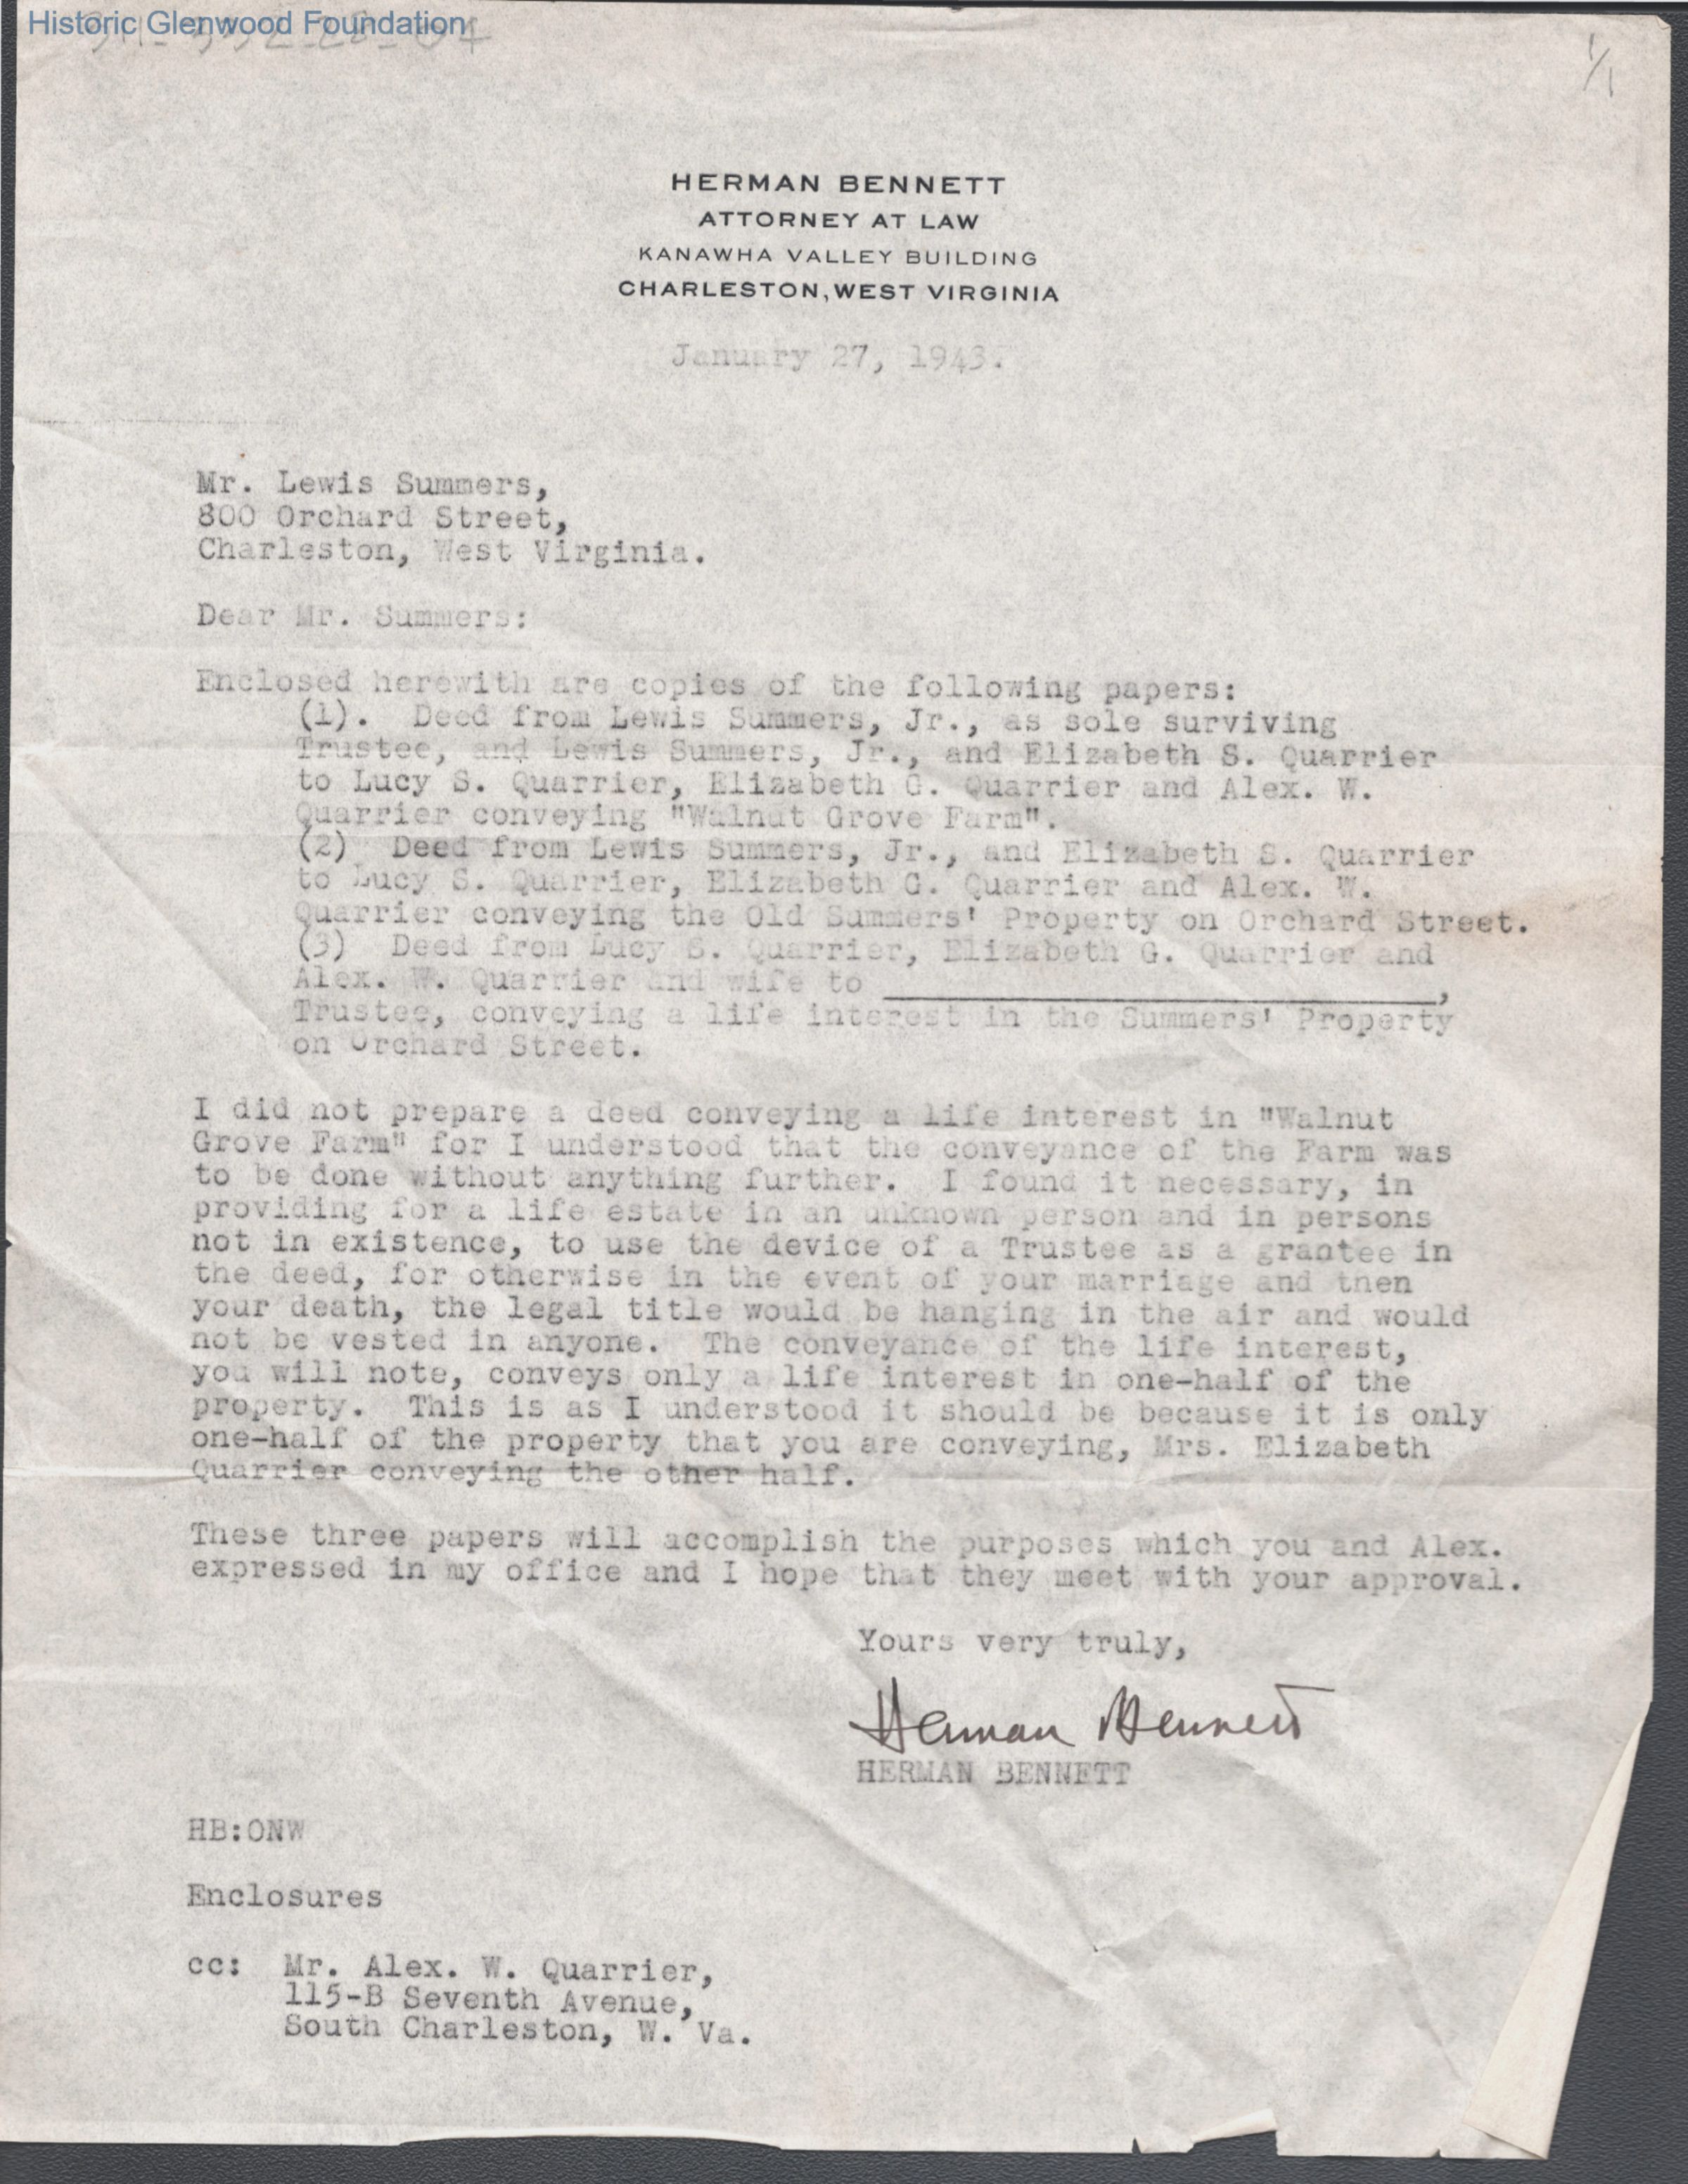 Historic Glenwood Foundation
1/1
HERMAN BENNETT
ATTORNEY AT LAW
KANAWHA VALLEY BUILDING
CHARLESTON, WEST VIRGINIA
January 27, 1943.
Mr. Lewis Summers,
800 Orchard Street,
Charleston, West Virginia.
Dear Mr. Summers:
Enclosed herewith are copies of the following papers:
(1). Deed from Lewis Summers, Jr., as sole surviving
Trustee, and Lewis Summers, Jr., and Elizabeth S. Quarrier
to Lucy S. Quarrier, Elizabeth G. Quarrier and Alex. W.
Quarrier conveying "Walnut Grove Farm".
(2) Deed from Lewis Summers, Jr., and Elizabeth S. Quarrier
to Lucy S. Quarrier, Elizabeth G. Quarrier and Alex. W.
Quarrier conveying the Old Summers' Property on Orchard Street.
(3) Deed from Lucy S. Quarrier, Elizabeth G. Quarrier and
Alex. W. Quarrier and wife to ____________________,
Trustee, conveying a life interest in the Summers' Property
on Orchard Street.
I did not prepare a deed conveying a life interest in "Walnut
Grove Farm" for I understood that the conveyance of the Farm was
to be done without anything further. I found it necessary, in
providing for a life estate in an unknown person and in persons
not in existence, to use the device of a Trustee as a grantee in
the deed, for otherwise in the event of your marriage and then
your death, the legal title would be hanging in the air and would
not be vested in anyone. The conveyance of the life interest,
you will note, conveys only a life interest in one-half of the
property. This is as I understood it should be because it is only
one-half of the property that you are conveying, Mrs. Elizabeth
Quarrier conveying the other half.
These three papers will accomplish the purposes which you and Alex.
expressed in my office and I hope that they meet with your approval.
Yours very truly,
Herman Bennett
HERMAN BENNETT
HB:ONW
Enclosures
cc: Mr. Alex. W. Quarrier,
115-B Seventh Avenue,
South Charleston, W. Va.